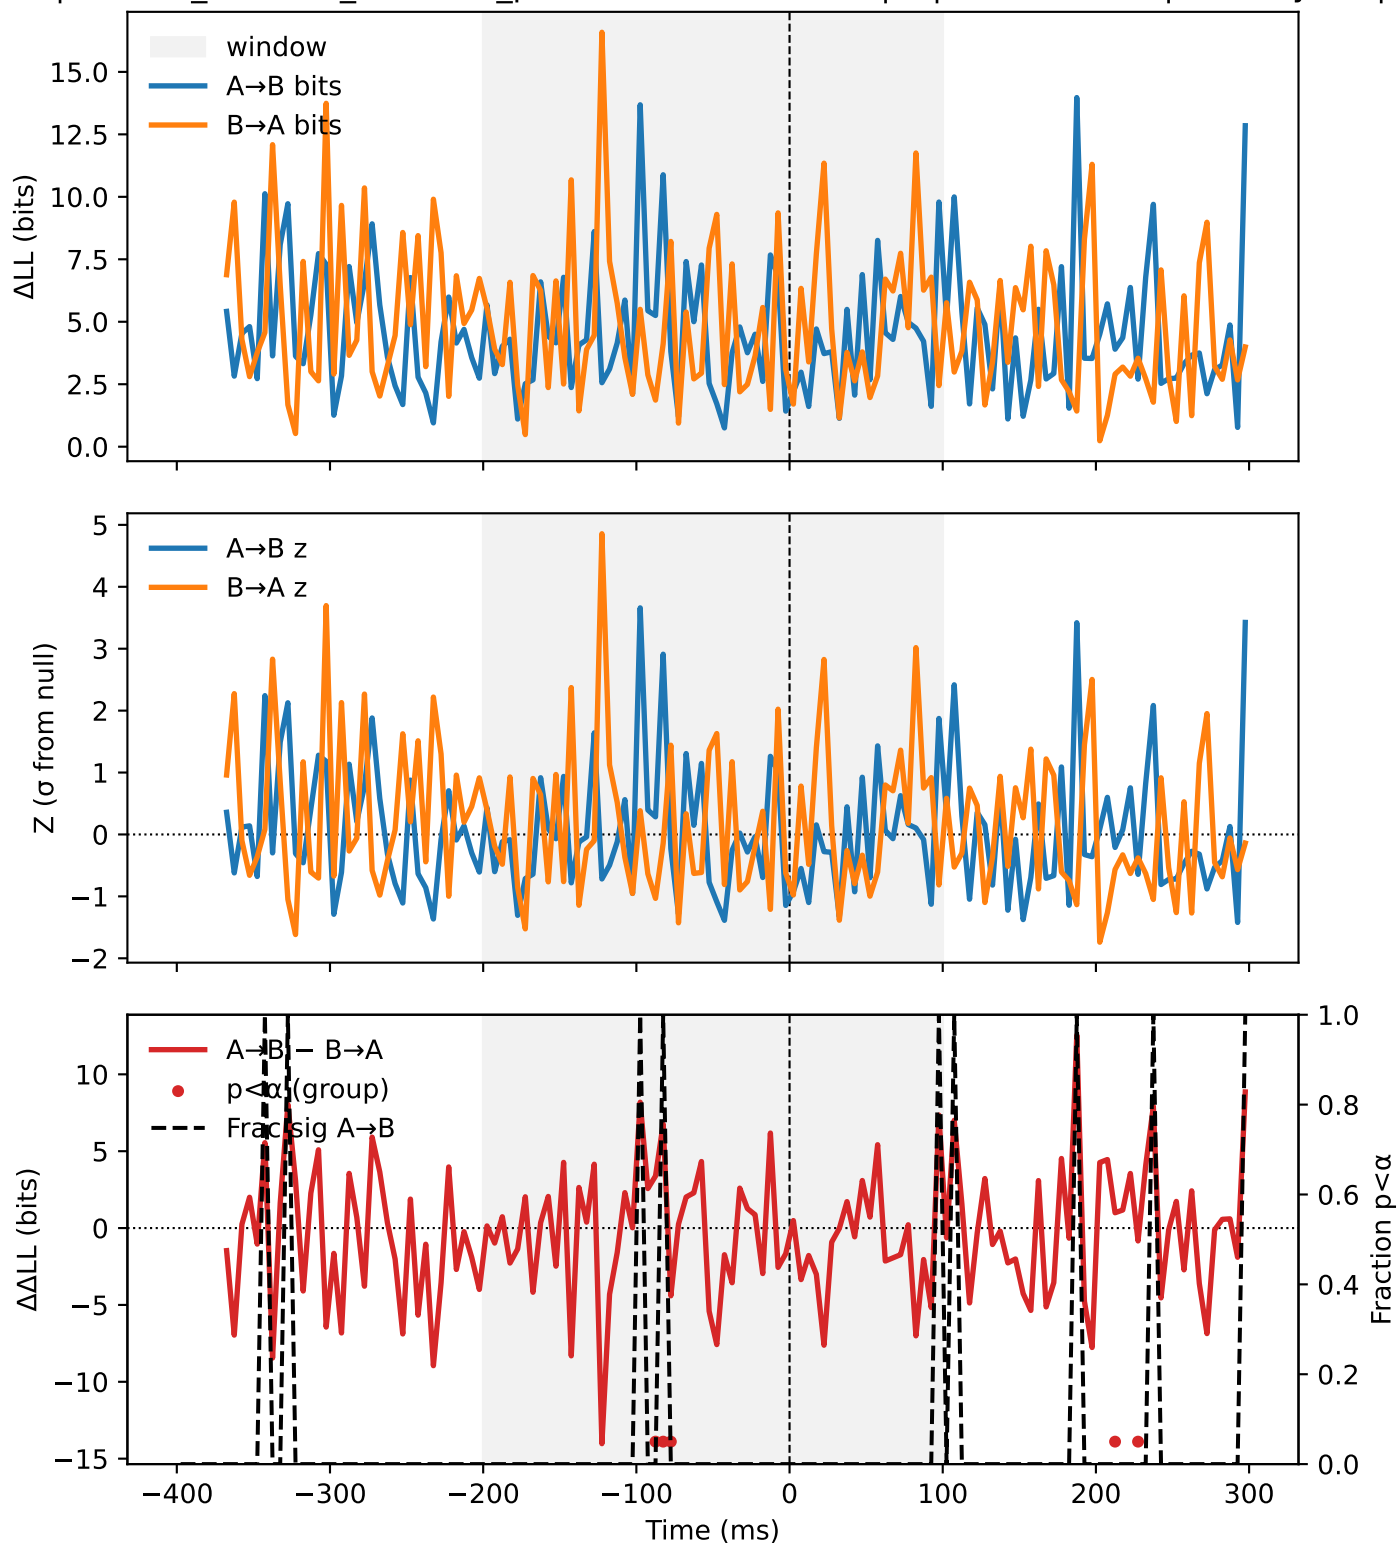 window
A→B bits
B→A bits
15.0
12.5
10.0
7.5
5.0
2.5
0.0
ΔLL (bits)
A→B z
B→A z
5
4
3
2
1
0
−1
−2
Z (σ from null)
A→B − B→A
p<α (group)
Frac sig A→B
10
5
0
−5
−10
−15
ΔΔLL (bits)
1.0
0.8
0.6
0.4
0.2
0.0
Fraction p<α
−400 −300 −200 −100 0 100 200 300
Time (ms)